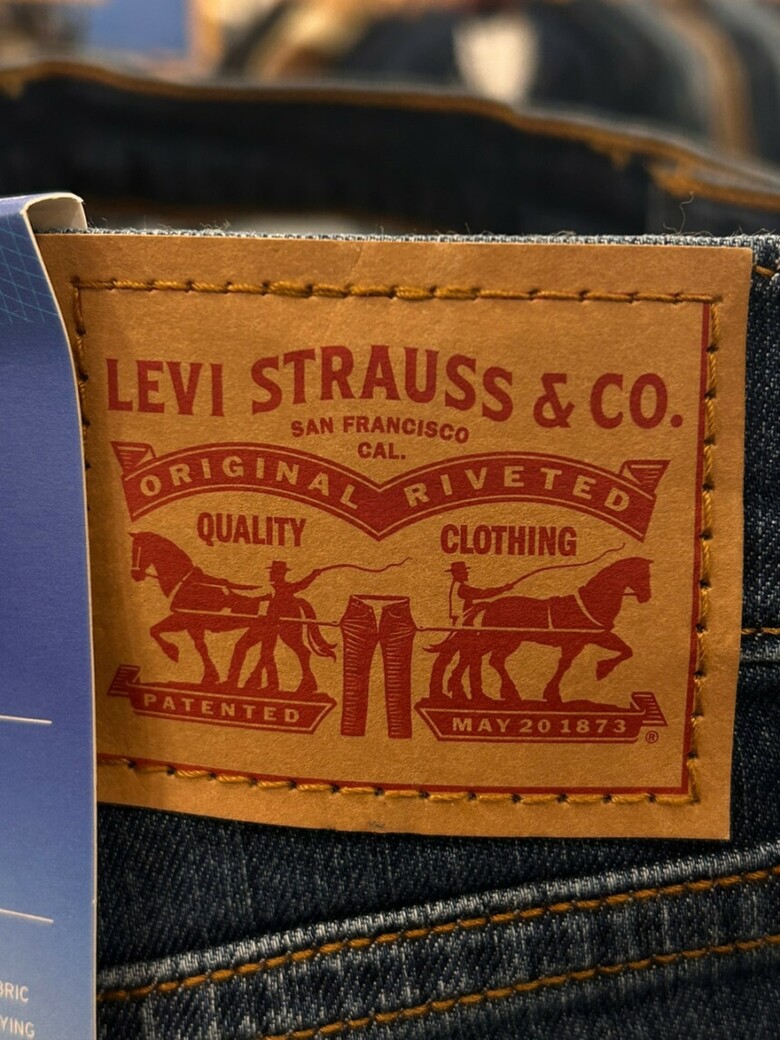 LEVI STRAUSS & CO.
SAN FRANCISCO
CAL.
ORIGINAL RIVETED
QUALITY CLOTHING
PATENTED MAY 20 1873 ®